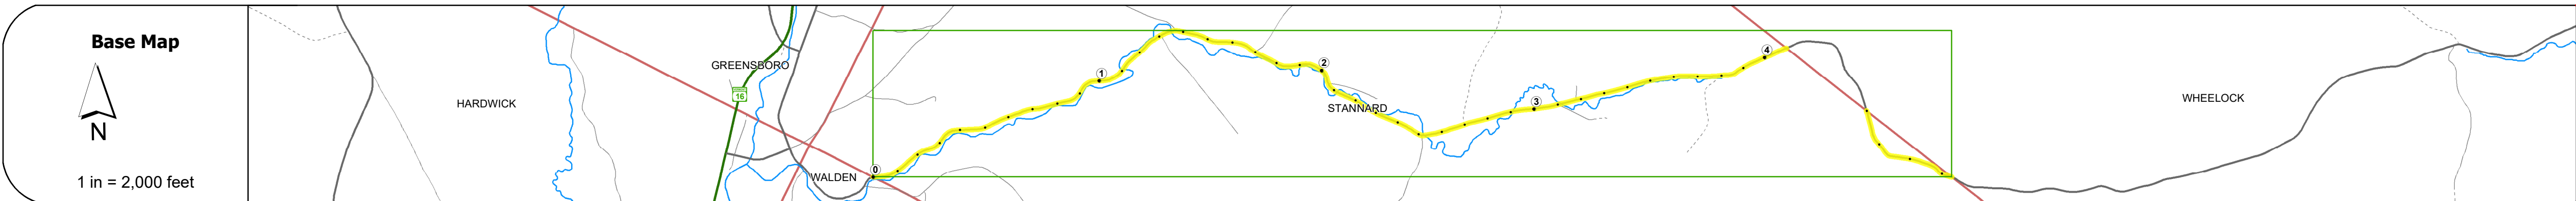 Base Map
N
1 in = 2,000 feet
HARDWICK
GREENSBORO
16
WALDEN
0
1
2
STANNARD
3
4
WHEELOCK